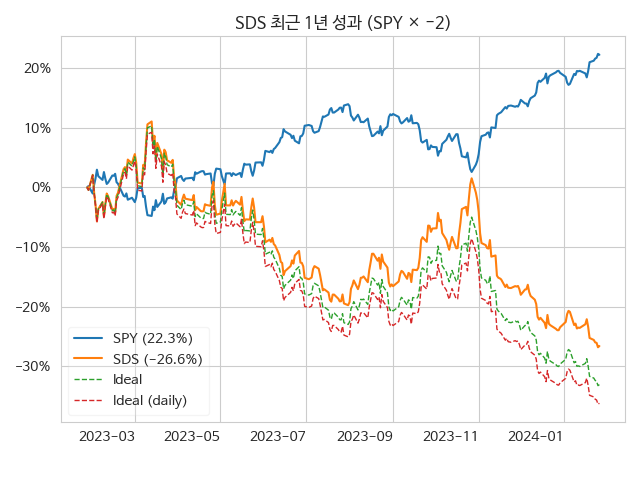 SDS 최근 1년 성과 (SPY × −2)
20%
10%
0%
−10%
−20%
−30%
SPY (22.3%)
SDS (−26.6%)
Ideal
Ideal (daily)
2023−03 2023−05 2023−07 2023−09 2023−11 2024−01